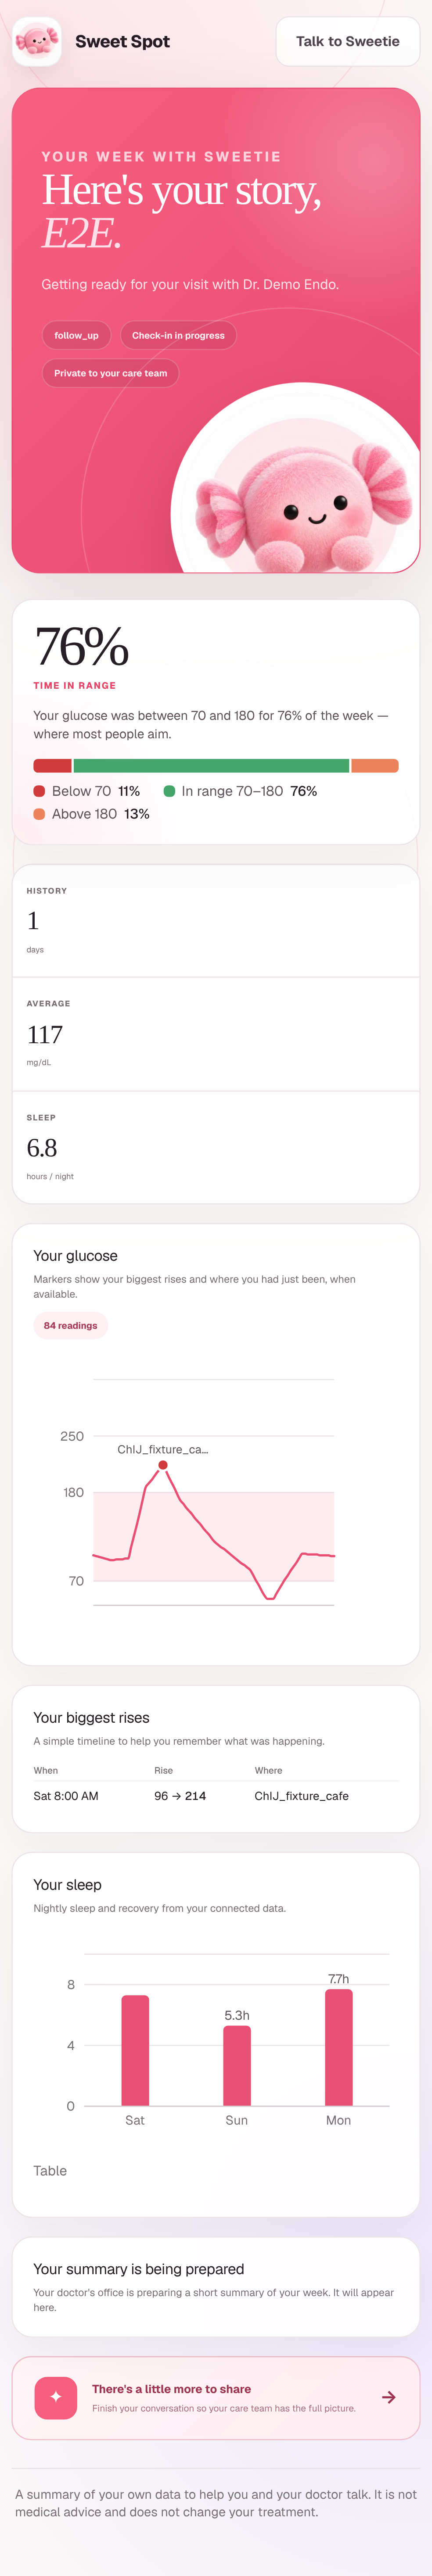 Sweet Spot
Talk to Sweetie
YOUR WEEK WITH SWEETIE
Here's your story,
E2E.
Getting ready for your visit with Dr. Demo Endo.
follow_up
Check-in in progress
Private to your care team
76%
TIME IN RANGE
Your glucose was between 70 and 180 for 76% of the week —
where most people aim.
Below 70 11%
In range 70–180 76%
Above 180 13%
HISTORY
1
days
AVERAGE
117
mg/dL
SLEEP
6.8
hours / night
Your glucose
Markers show your biggest rises and where you had just been, when
available.
84 readings
250
ChIJ_fixture_ca...
180
70
Your biggest rises
A simple timeline to help you remember what was happening.
When Rise Where
Sat 8:00 AM 96 → 214 ChIJ_fixture_cafe
Your sleep
Nightly sleep and recovery from your connected data.
8
7.7h
5.3h
4
0
Sat Sun Mon
Table
Your summary is being prepared
Your doctor's office is preparing a short summary of your week. It will appear
here.
There's a little more to share
Finish your conversation so your care team has the full picture.
→
A summary of your own data to help you and your doctor talk. It is not
medical advice and does not change your treatment.